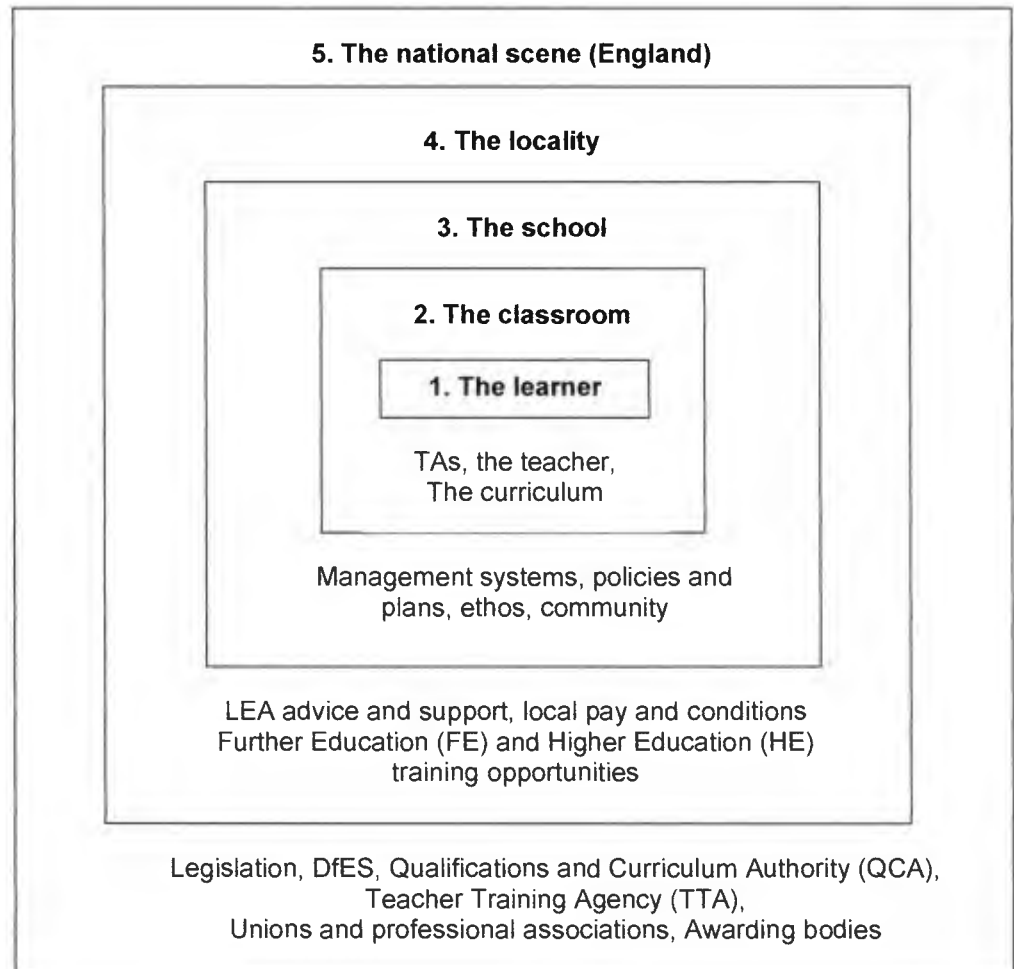 5. The national scene (England)
4. The locality
3. The school
2. The classroom
1. The learner
TAs, the teacher,
The curriculum
Management systems, policies and
plans, ethos, community
LEA advice and support, local pay and conditions
Further Education (FE) and Higher Education (HE)
training opportunities
Legislation, DfES, Qualifications and Curriculum Authority (QCA),
Teacher Training Agency (TTA),
Unions and professional associations, Awarding bodies